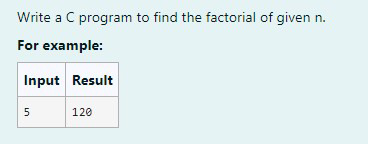 Write a C program to find the factorial of given n.
For example:
Input Result
5 120